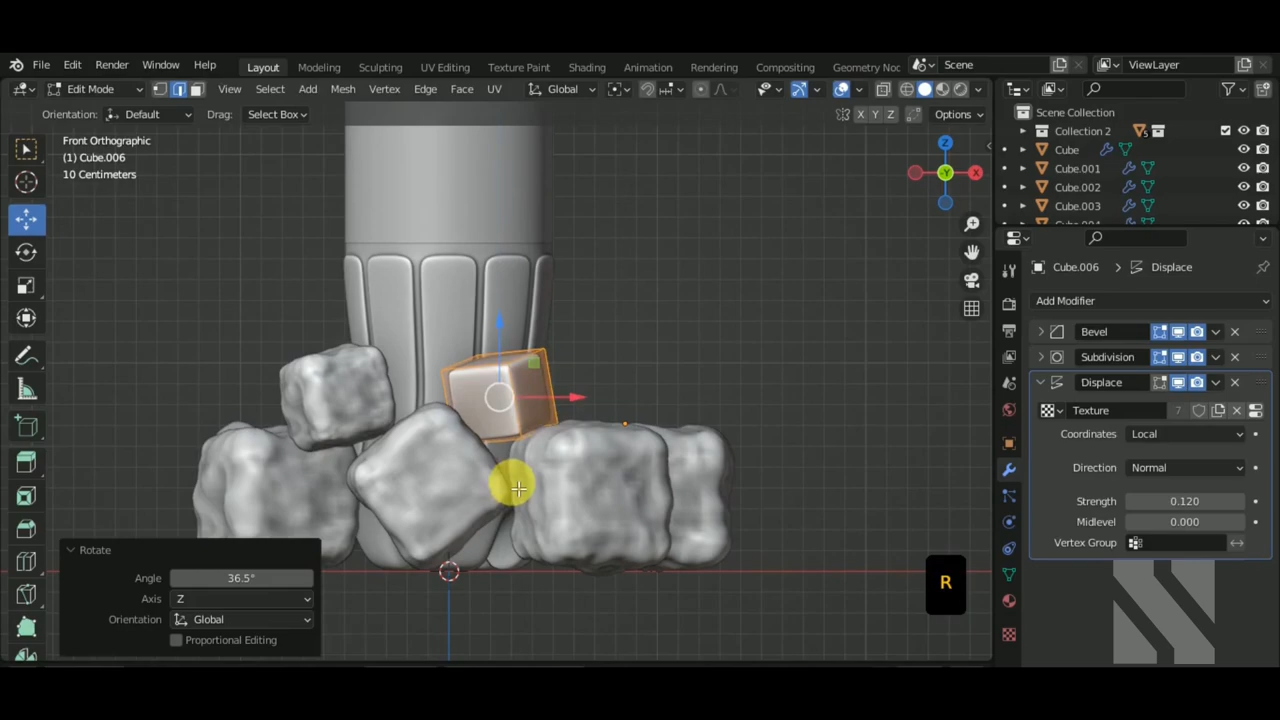 File Edit Render Window Help Layout Modeling Sculpting UV Editing Texture Paint Shading Animation Rendering Compositing Geometry Noc Scene ViewLayer
Edit Mode View Select Add Mesh Vertex Edge Face UV Global
Orientation: Default Drag: Select Box X Y Z Options
Front Orthographic
(1) Cube.006
10 Centimeters
Z
-Y
X
Scene Collection
Collection 2 5
Cube
Cube.001
Cube.002
Cube.003
Cube.006 > Displace
Add Modifier
Bevel
Subdivision
Displace
Texture 7
Coordinates Local
Direction Normal
Strength 0.120
Midlevel 0.000
Vertex Group
Rotate
Angle 36.5°
Axis Z
Orientation Global
Proportional Editing
R